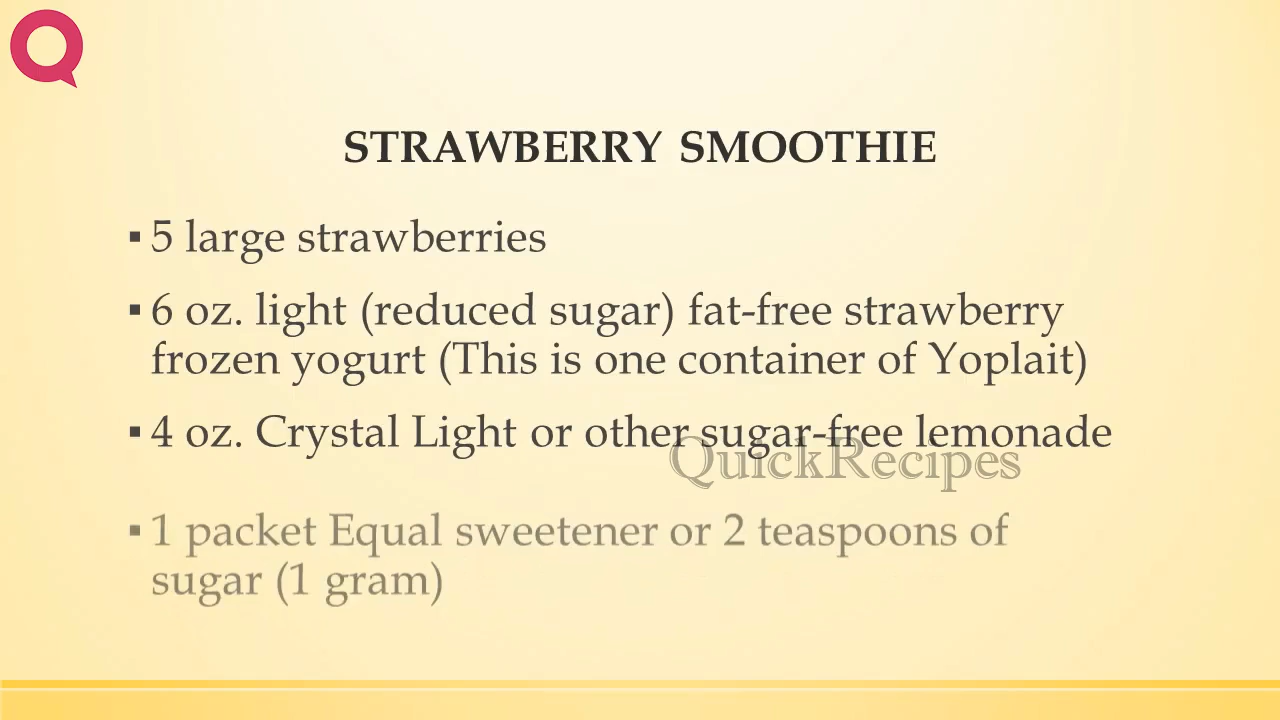 STRAWBERRY SMOOTHIE
▪ 5 large strawberries
▪ 6 oz. light (reduced sugar) fat-free strawberry
frozen yogurt (This is one container of Yoplait)
▪ 4 oz. Crystal Light or other sugar-free lemonade
QuickRecipes
▪ 1 packet Equal sweetener or 2 teaspoons of
sugar (1 gram)